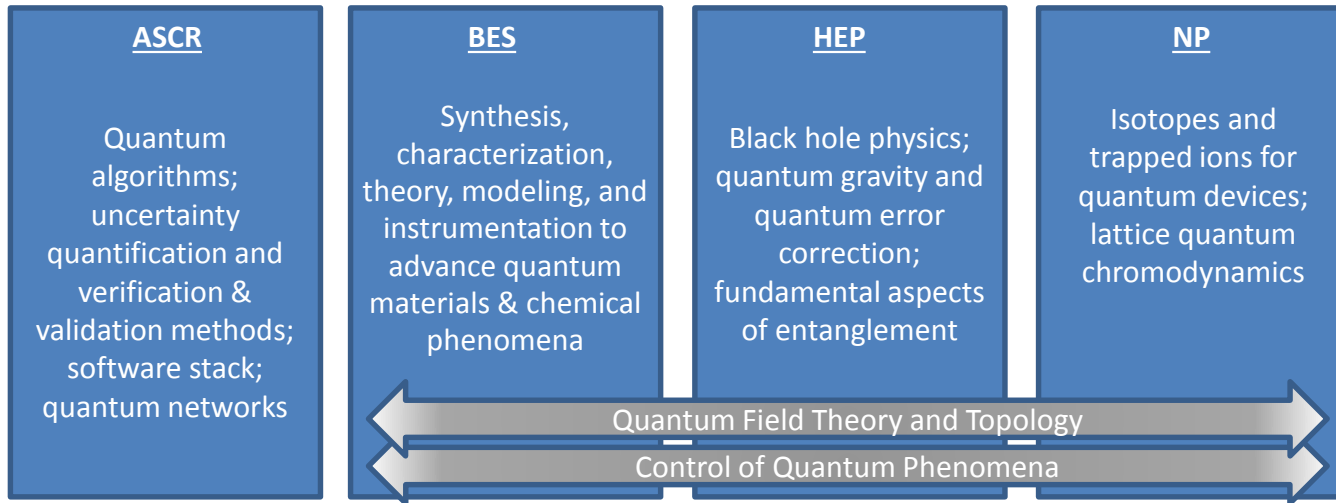 ASCR
Quantum
algorithms;
uncertainty
quantification and
verification &
validation methods;
software stack;
quantum networks
BES
Synthesis,
characterization,
theory, modeling, and
instrumentation to
advance quantum
materials & chemical
phenomena
HEP
Black hole physics;
quantum gravity and
quantum error
correction;
fundamental aspects
of entanglement
NP
Isotopes and
trapped ions for
quantum devices;
lattice quantum
chromodynamics
Quantum Field Theory and Topology
Control of Quantum Phenomena